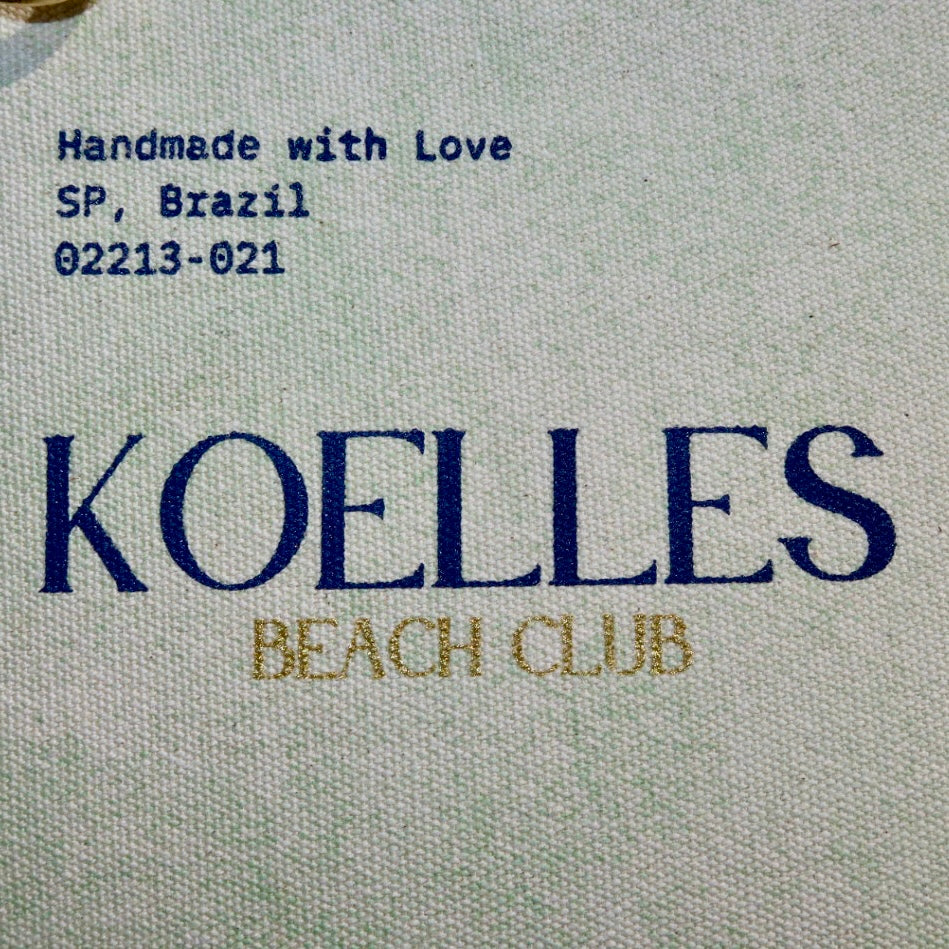 Handmade with Love
SP, Brazil
02213-021
KOELLES
BEACH CLUB